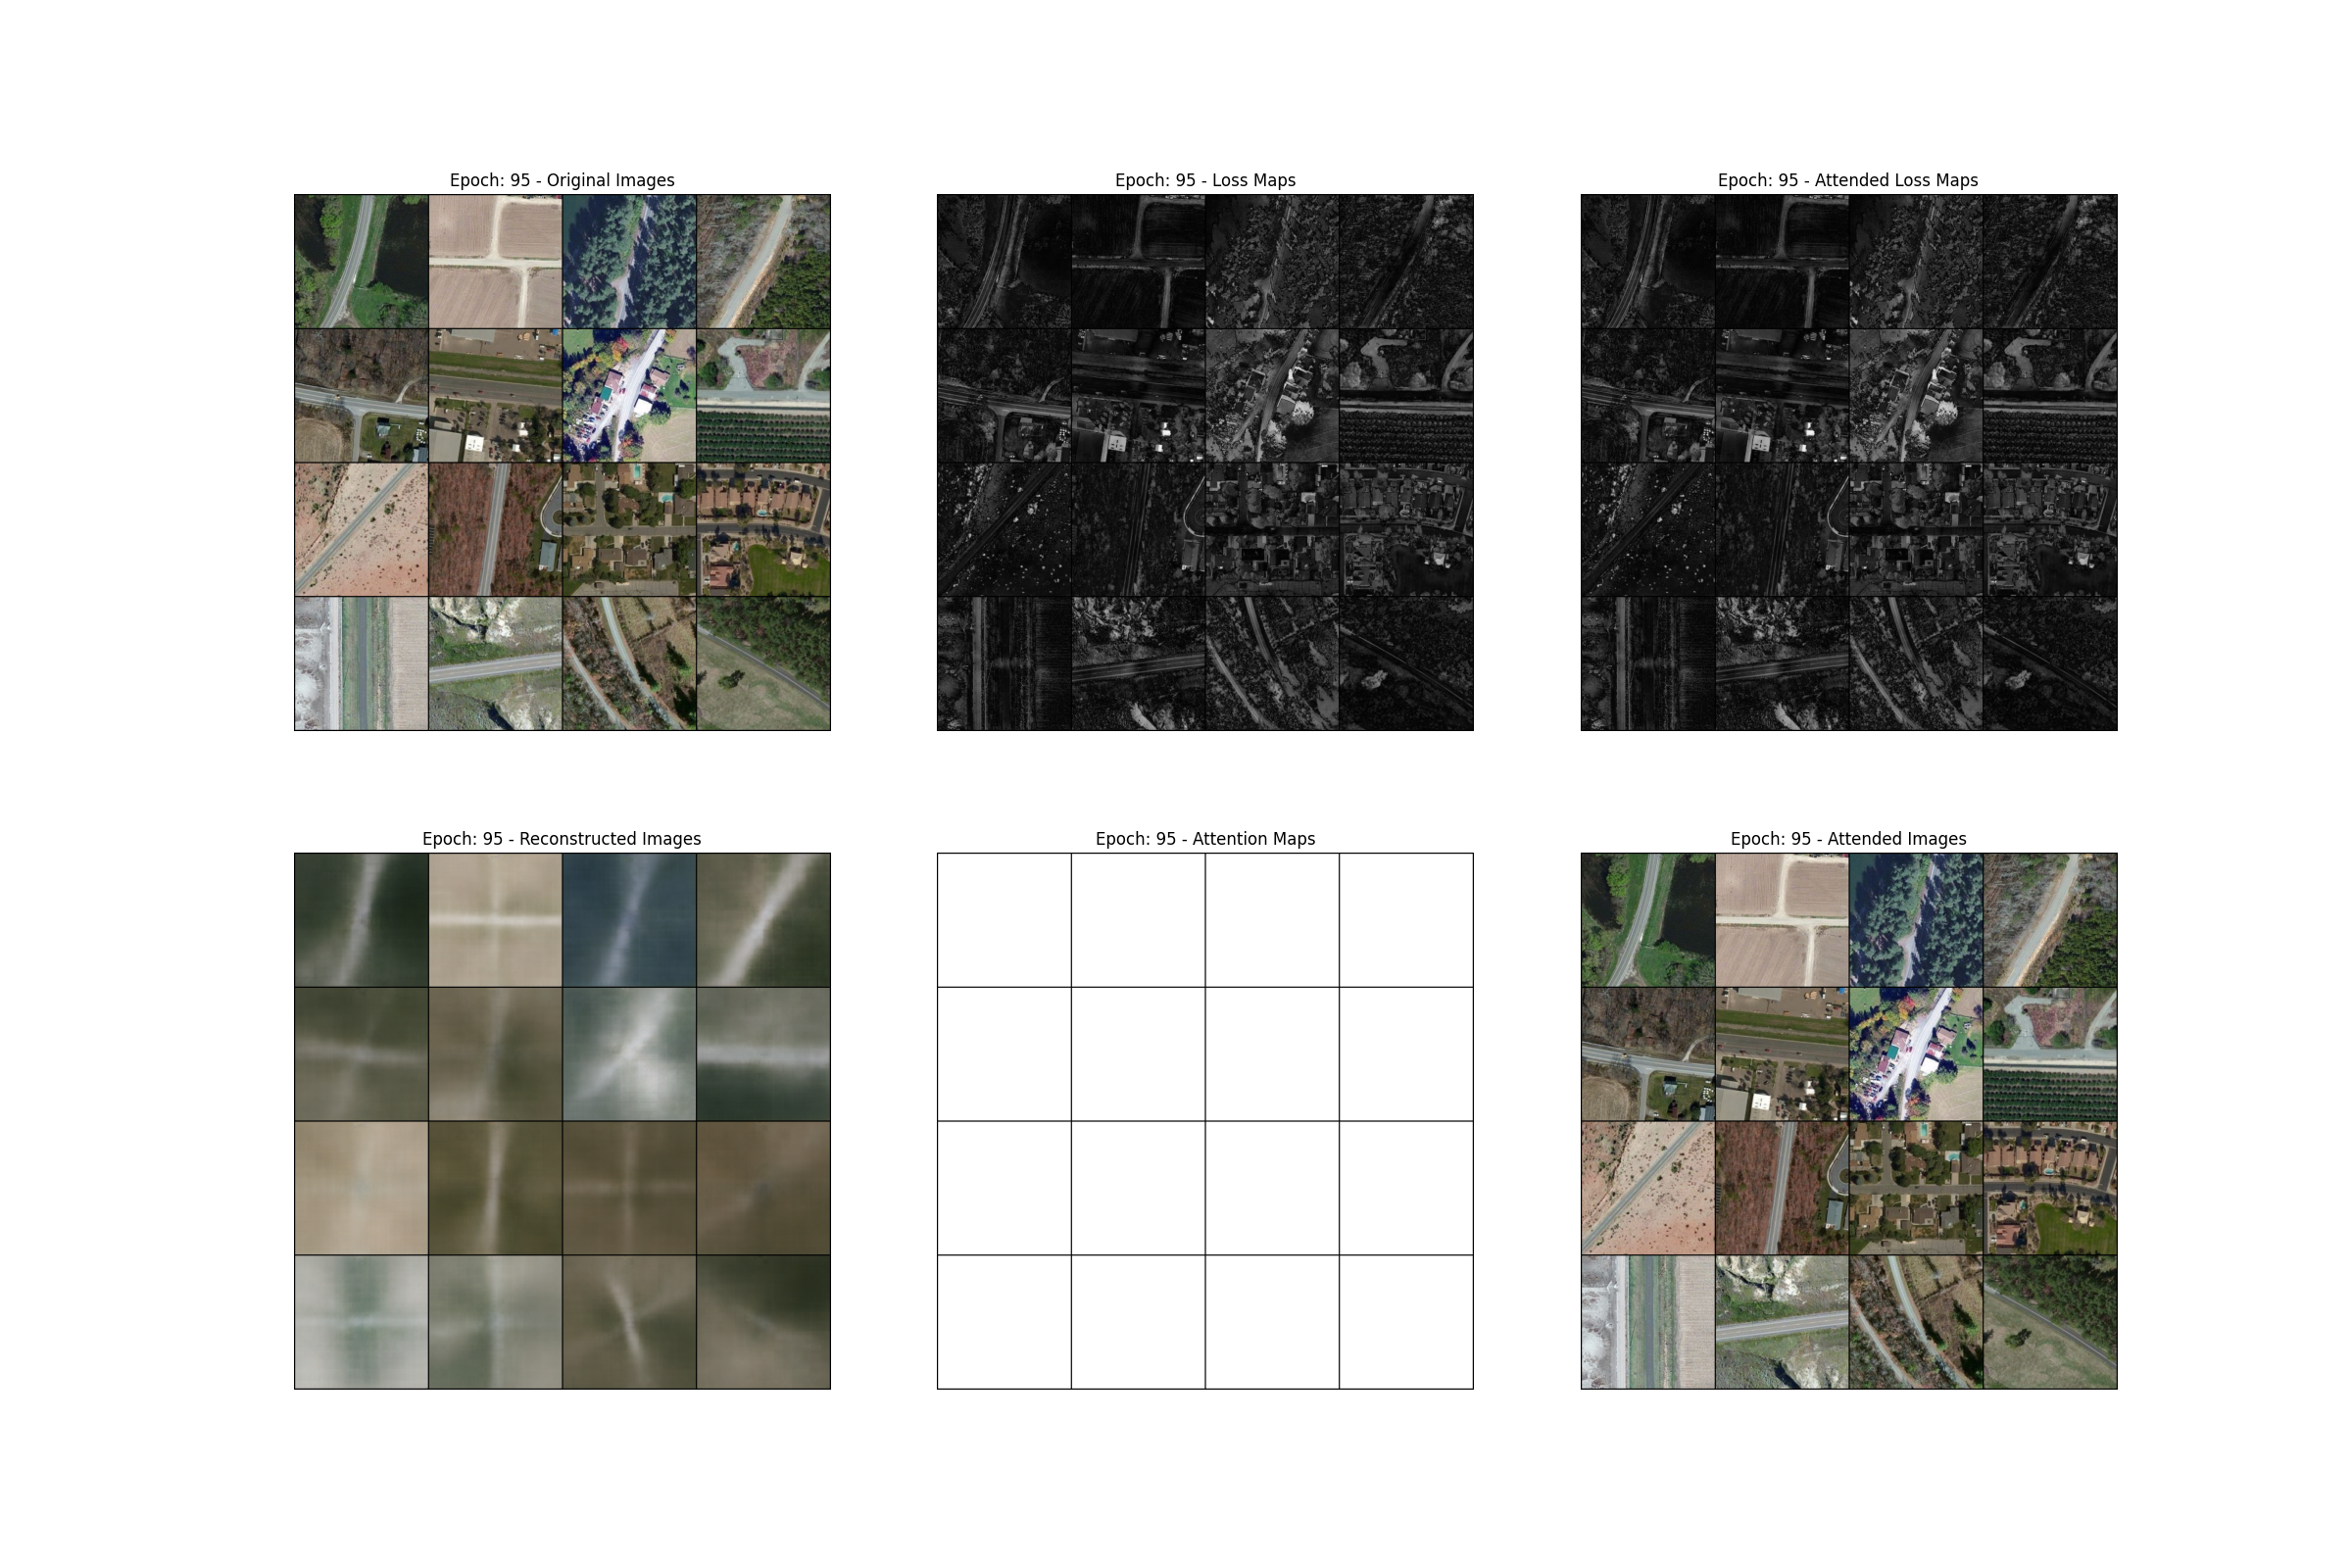 Epoch: 95 - Original Images
Epoch: 95 - Loss Maps
Epoch: 95 - Attended Loss Maps
Epoch: 95 - Reconstructed Images
Epoch: 95 - Attention Maps
Epoch: 95 - Attended Images